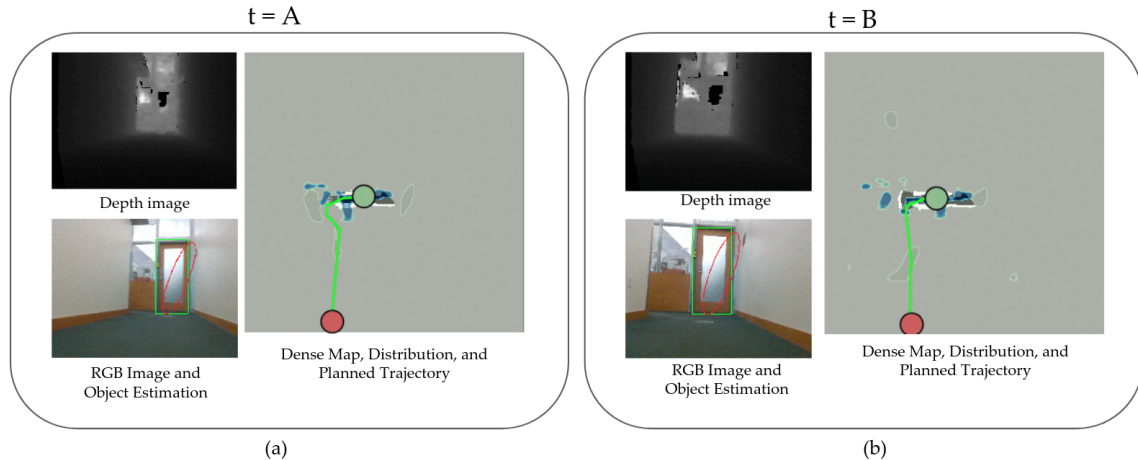 t = A
Depth image
RGB Image and
Object Estimation
Dense Map, Distribution, and
Planned Trajectory
(a)
t = B
Depth image
RGB Image and
Object Estimation
Dense Map, Distribution, and
Planned Trajectory
(b)